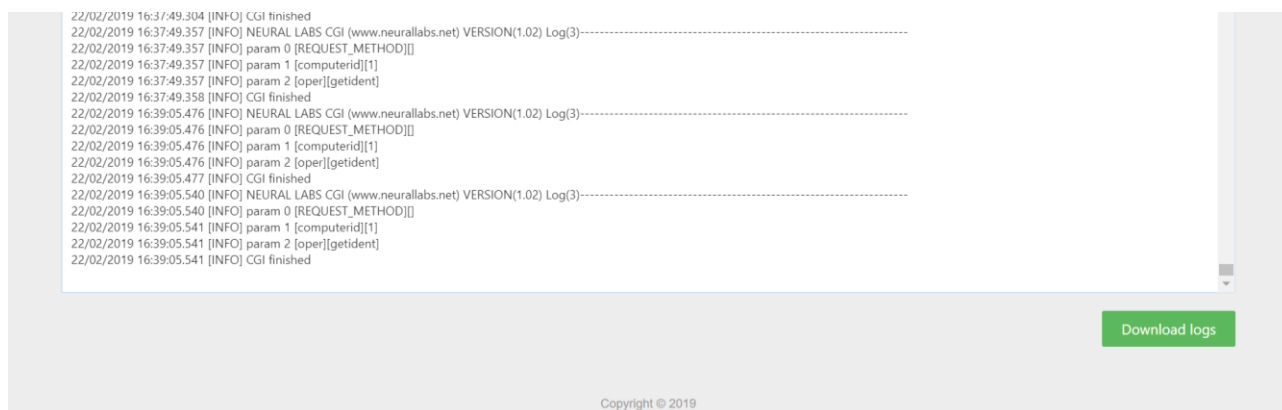 22/02/2019 16:37:49.304 [INFO] CGI finished
22/02/2019 16:37:49.357 [INFO] NEURAL LABS CGI (www.neurallabs.net) VERSION(1.02) Log(3)-----------------------------------------------------------------------
22/02/2019 16:37:49.357 [INFO] param 0 [REQUEST_METHOD][]
22/02/2019 16:37:49.357 [INFO] param 1 [computerid][1]
22/02/2019 16:37:49.357 [INFO] param 2 [oper][getident]
22/02/2019 16:37:49.358 [INFO] CGI finished
22/02/2019 16:39:05.476 [INFO] NEURAL LABS CGI (www.neurallabs.net) VERSION(1.02) Log(3)-----------------------------------------------------------------------
22/02/2019 16:39:05.476 [INFO] param 0 [REQUEST_METHOD][]
22/02/2019 16:39:05.476 [INFO] param 1 [computerid][1]
22/02/2019 16:39:05.476 [INFO] param 2 [oper][getident]
22/02/2019 16:39:05.477 [INFO] CGI finished
22/02/2019 16:39:05.540 [INFO] NEURAL LABS CGI (www.neurallabs.net) VERSION(1.02) Log(3)-----------------------------------------------------------------------
22/02/2019 16:39:05.540 [INFO] param 0 [REQUEST_METHOD][]
22/02/2019 16:39:05.541 [INFO] param 1 [computerid][1]
22/02/2019 16:39:05.541 [INFO] param 2 [oper][getident]
22/02/2019 16:39:05.541 [INFO] CGI finished
Download logs
Copyright © 2019